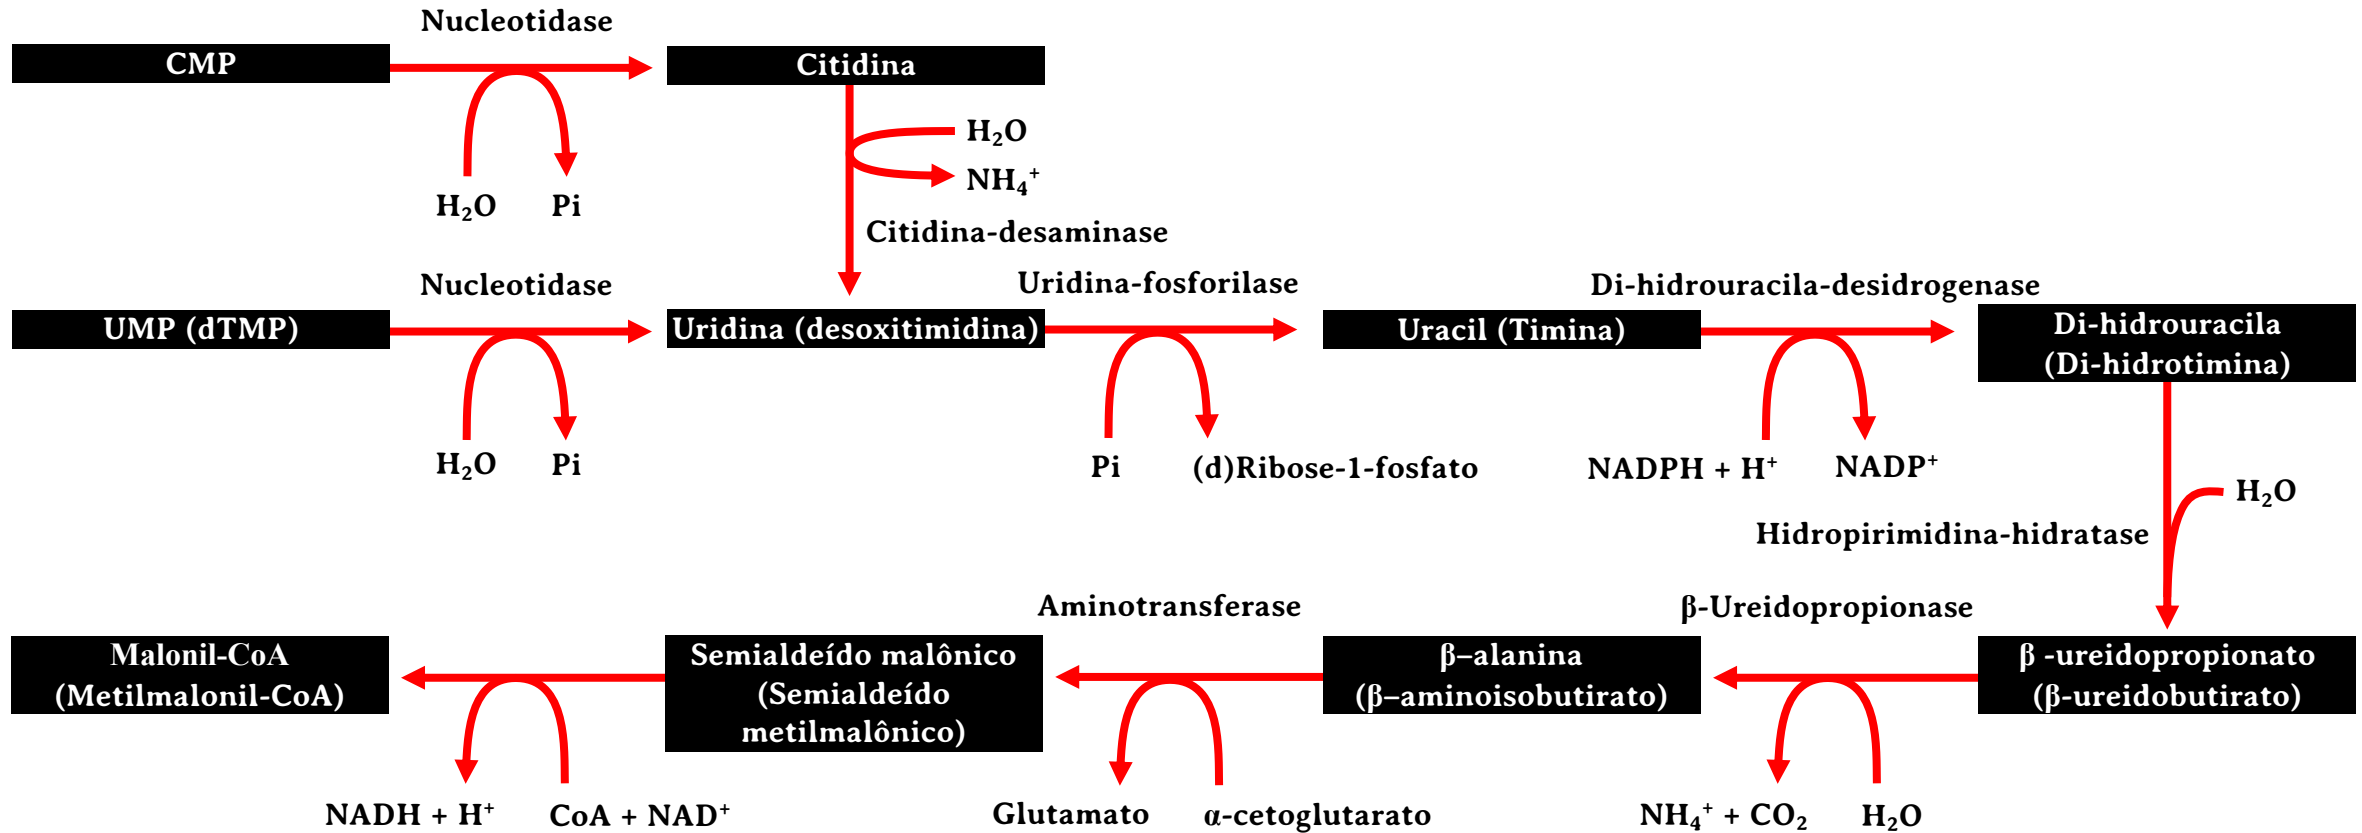 Nucleotidase
CMP
Citidina
H₂O
NH₄⁺
H₂O
Pi
Citidina-desaminase
Nucleotidase
Uridina-fosforilase
Di-hidrouracila-desidrogenase
UMP (dTMP)
Uridina (desoxitimidina)
Uracil (Timina)
Di-hidrouracila
(Di-hidrotimina)
H₂O
Pi
Pi
(d)Ribose-1-fosfato
NADPH + H⁺
NADP⁺
H₂O
Hidropirimidina-hidratase
Aminotransferase
β-Ureidopropionase
Malonil-CoA
(Metilmalonil-CoA)
Semialdeído malônico
(Semialdeído
metilmalônico)
β–alanina
(β–aminoisobutirato)
β -ureidopropionato
(β-ureidobutirato)
NADH + H⁺
CoA + NAD⁺
Glutamato
α-cetoglutarato
NH₄⁺ + CO₂
H₂O